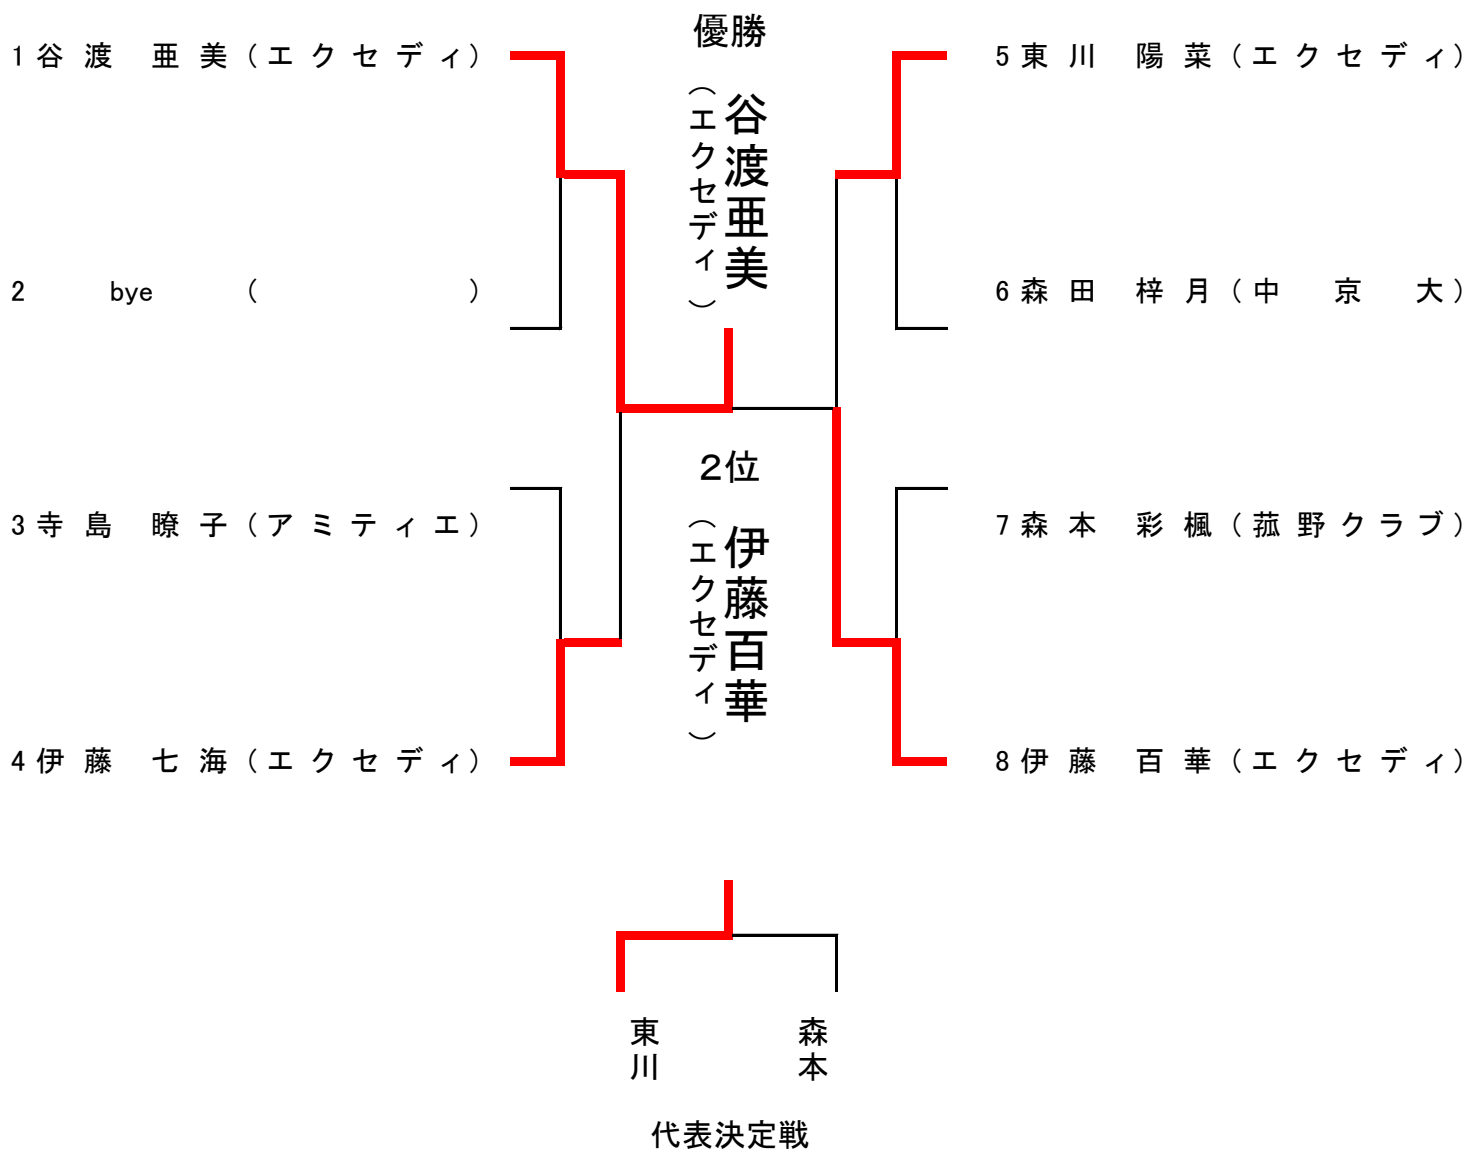 1 谷渡 亜美（エクセディ）
2 bye （ ）
3 寺島 瞭子（アミティエ）
4 伊藤 七海（エクセディ）
優勝
谷渡亜美
（エクセディ）
2位
伊藤百華
（エクセディ）
5 東川 陽菜（エクセディ）
6 森田 梓月（中京大）
7 森本 彩楓（菰野クラブ）
8 伊藤 百華（エクセディ）
東川
森本
代表決定戦